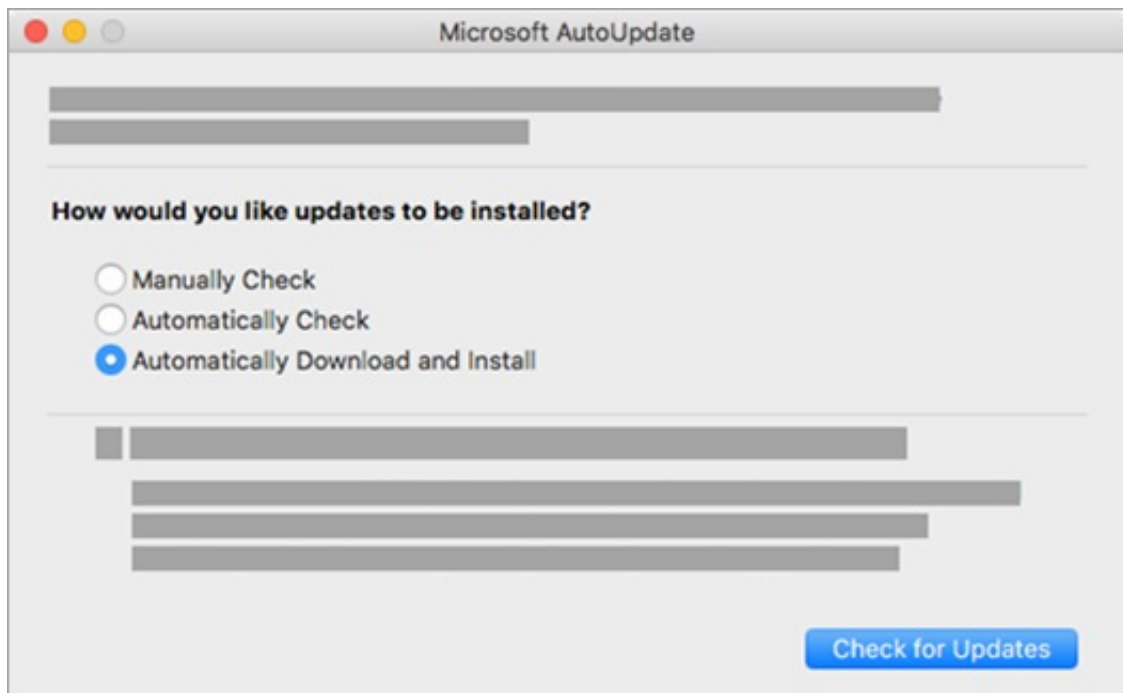 Microsoft AutoUpdate
How would you like updates to be installed?
Manually Check
Automatically Check
Automatically Download and Install
Check for Updates